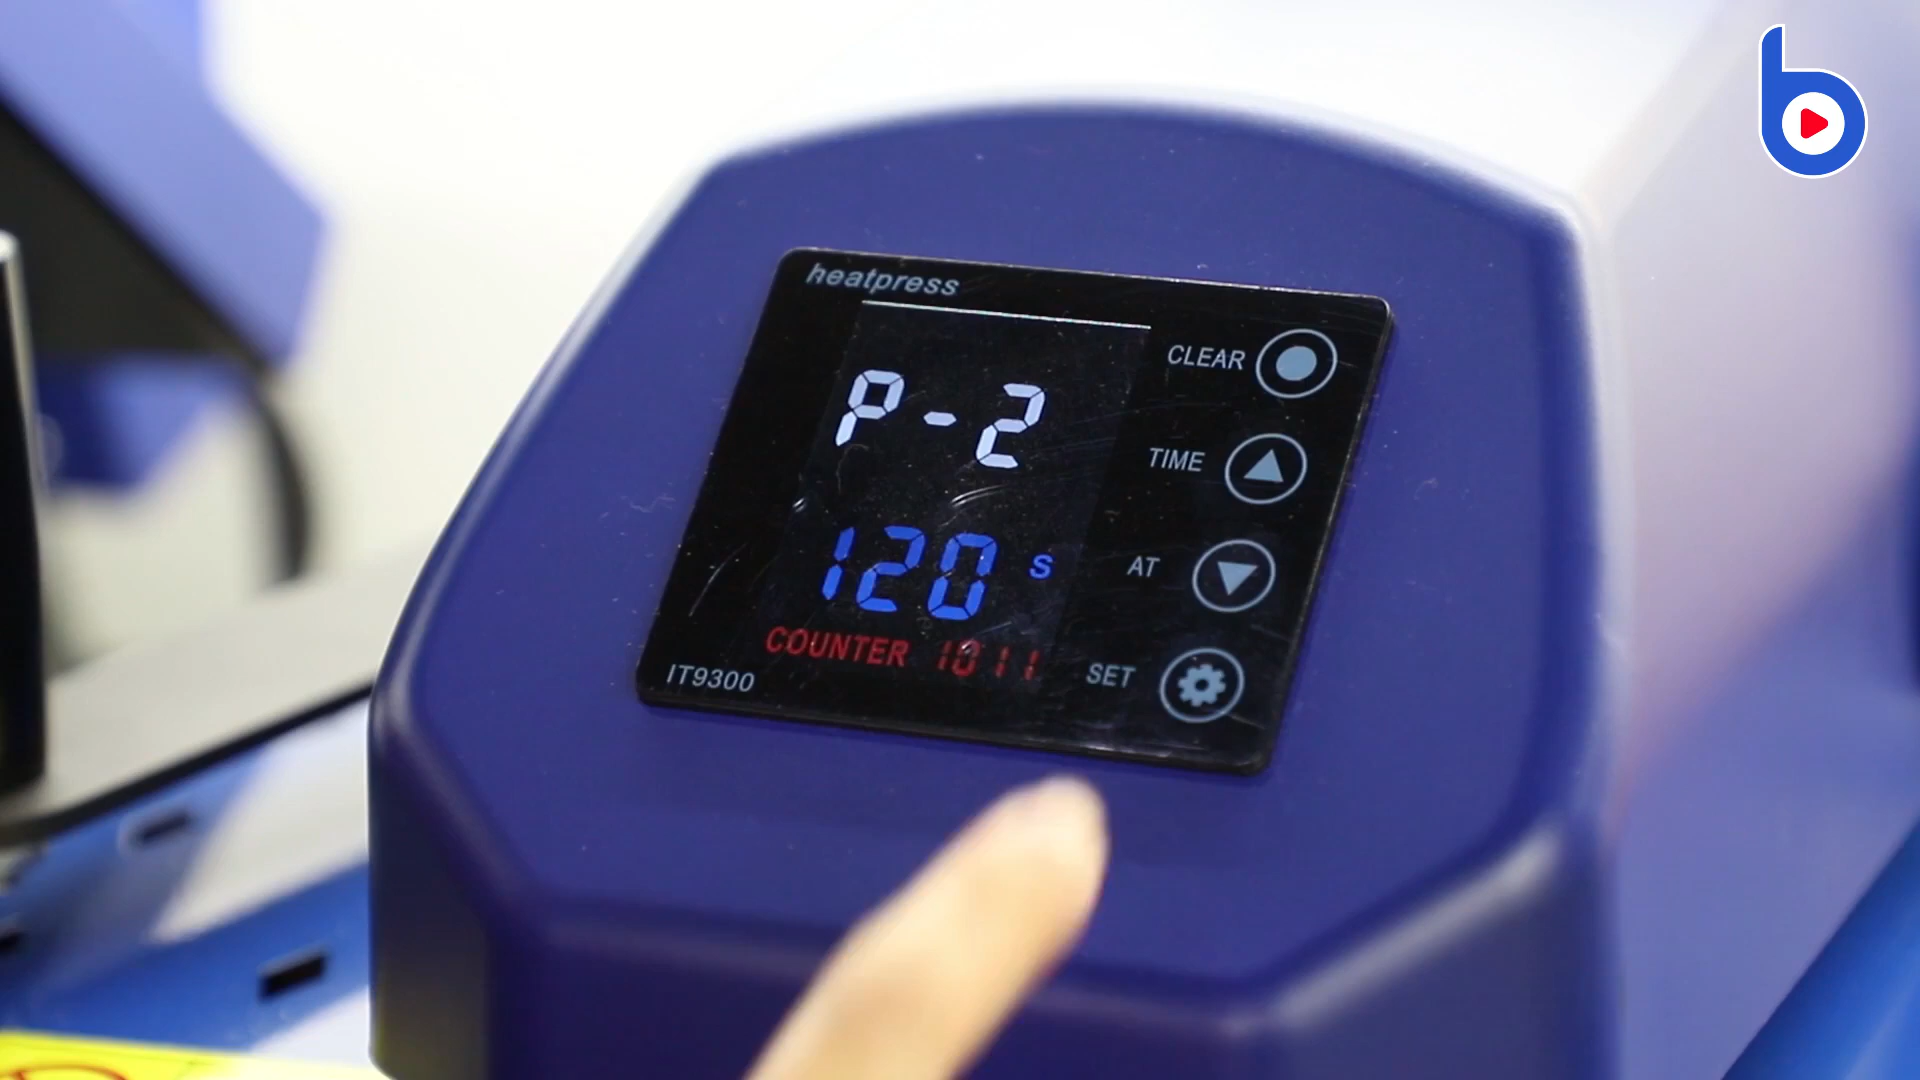 heatpress
CLEAR
P-2
TIME
120 s
AT
COUNTER 1011
SET
IT9300